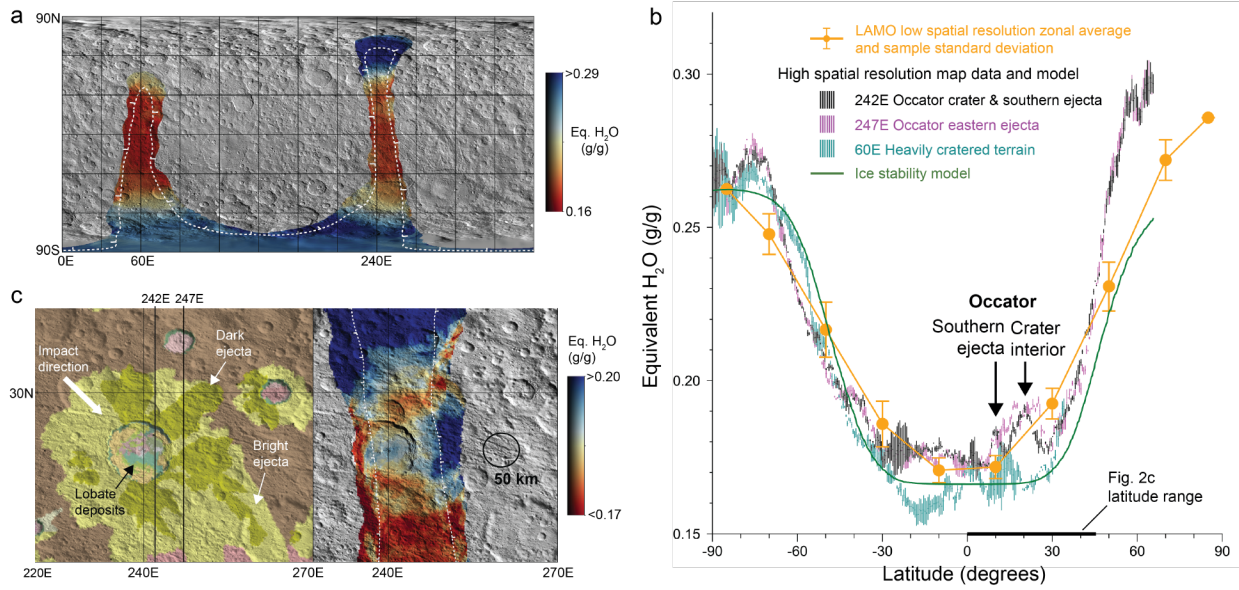 a
90N
90S
0E
60E
240E
>0.29
Eq. H2O
(g/g)
0.16
b
LAMO low spatial resolution zonal average
and sample standard deviation
High spatial resolution map data and model
242E Occator crater & southern ejecta
247E Occator eastern ejecta
60E Heavily cratered terrain
Ice stability model
Equivalent H2O (g/g)
0.30
0.25
0.20
0.15
Occator
Southern
ejecta
Crater
interior
Fig. 2c
latitude range
-90
-60
-30
0
30
60
90
Latitude (degrees)
c
242E
247E
Impact
direction
Dark
ejecta
30N
Bright
ejecta
Lobate
deposits
220E
240E
270E
240E
270E
50 km
Eq. H2O
(g/g)
>0.20
<0.17